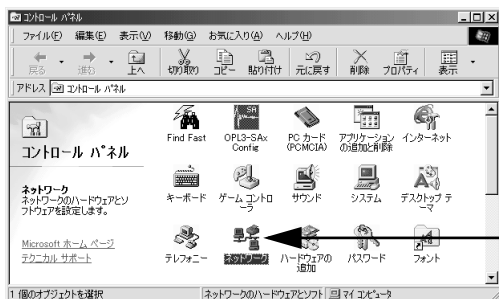 コントロール パネル
ファイル(F) 編集(E) 表示(V) 移動(G) お気に入り(A) ヘルプ(H)
戻る 進む 上へ 切り取り コピー 貼り付け 元に戻す 削除 プロパティ 表示
アドレス コントロール パネル
コントロール パネル
ネットワーク
ネットワークのハードウェアとソ
フトウェアを設定します。
Microsoft ホーム ページ
テクニカル サポート
Find Fast
OPL3-SAx
Config
PC カード
(PCMCIA)
アプリケーション
の追加と削除
インターネット
キーボード
ゲーム コントロ
ーラ
サウンド
システム
デスクトップ テ
ーマ
テレフォニー
ネットワーク
ハードウェアの
追加
パスワード
フォント
1 個のオブジェクトを選択 ネットワークのハードウェアとソフト マイ コンピュータ